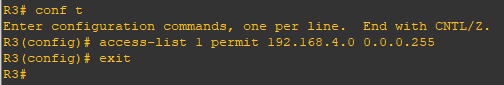 R3# conf t
Enter configuration commands, one per line.  End with CNTL/Z.
R3(config)# access-list 1 permit 192.168.4.0 0.0.0.255
R3(config)# exit
R3#